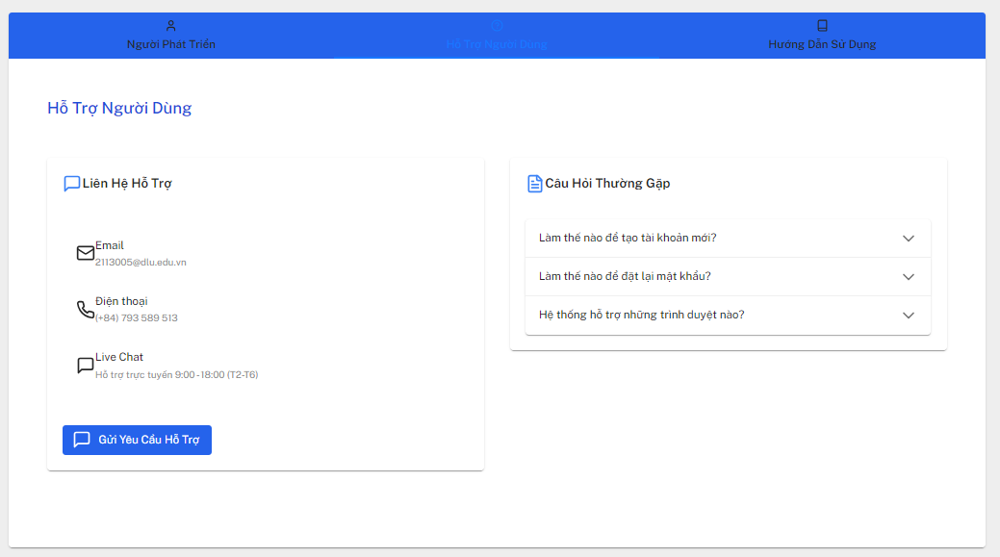 Người Phát Triển
Hỗ Trợ Người Dùng
Hướng Dẫn Sử Dụng
Hỗ Trợ Người Dùng
Liên Hệ Hỗ Trợ
Email
2113005@dlu.edu.vn
Điện thoại
(+84) 793 589 513
Live Chat
Hỗ trợ trực tuyến 9:00 - 18:00 (T2-T6)
Gửi Yêu Cầu Hỗ Trợ
Câu Hỏi Thường Gặp
Làm thế nào để tạo tài khoản mới?
Làm thế nào để đặt lại mật khẩu?
Hệ thống hỗ trợ những trình duyệt nào?